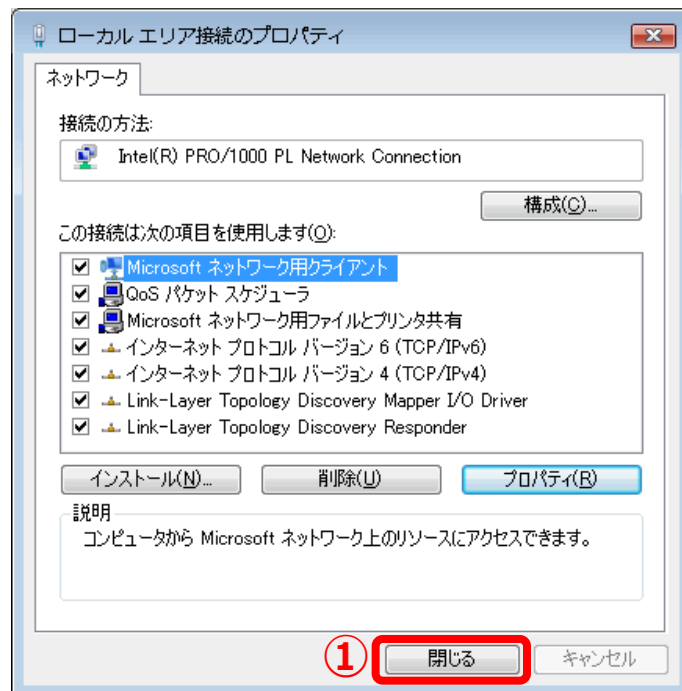 ローカル エリア接続のプロパティ
ネットワーク
接続の方法:
Intel(R) PRO/1000 PL Network Connection
構成(C)...
この接続は次の項目を使用します(O):
Microsoft ネットワーク用クライアント
QoS パケット スケジューラ
Microsoft ネットワーク用ファイルとプリンタ共有
インターネット プロトコル バージョン 6 (TCP/IPv6)
インターネット プロトコル バージョン 4 (TCP/IPv4)
Link-Layer Topology Discovery Mapper I/O Driver
Link-Layer Topology Discovery Responder
インストール(N)... 削除(U) プロパティ(R)
説明
コンピュータから Microsoft ネットワーク上のリソースにアクセスできます。
① 閉じる キャンセル